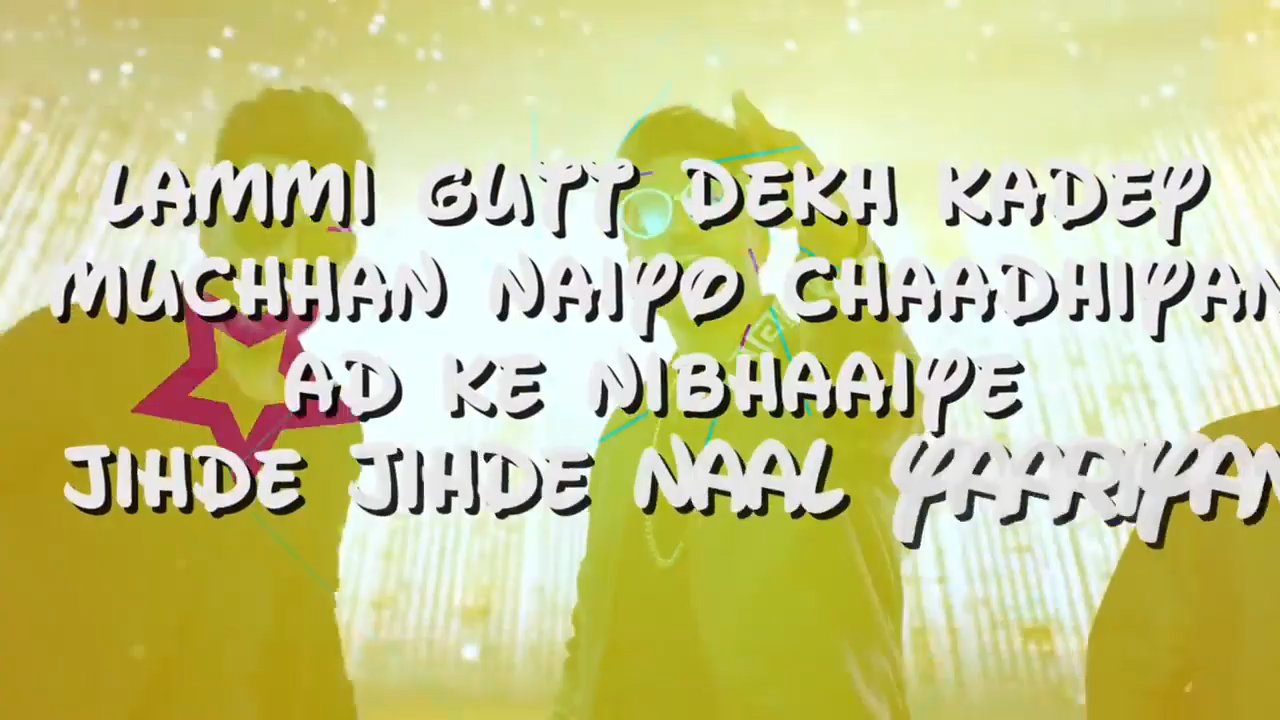 LAMMI GUTT DEKH KADEY
MUCHHAN NAIYO CHAADHIYAN
AD KE NIBHAAIYE
JIHDE JIHDE NAAL YAARIYAN